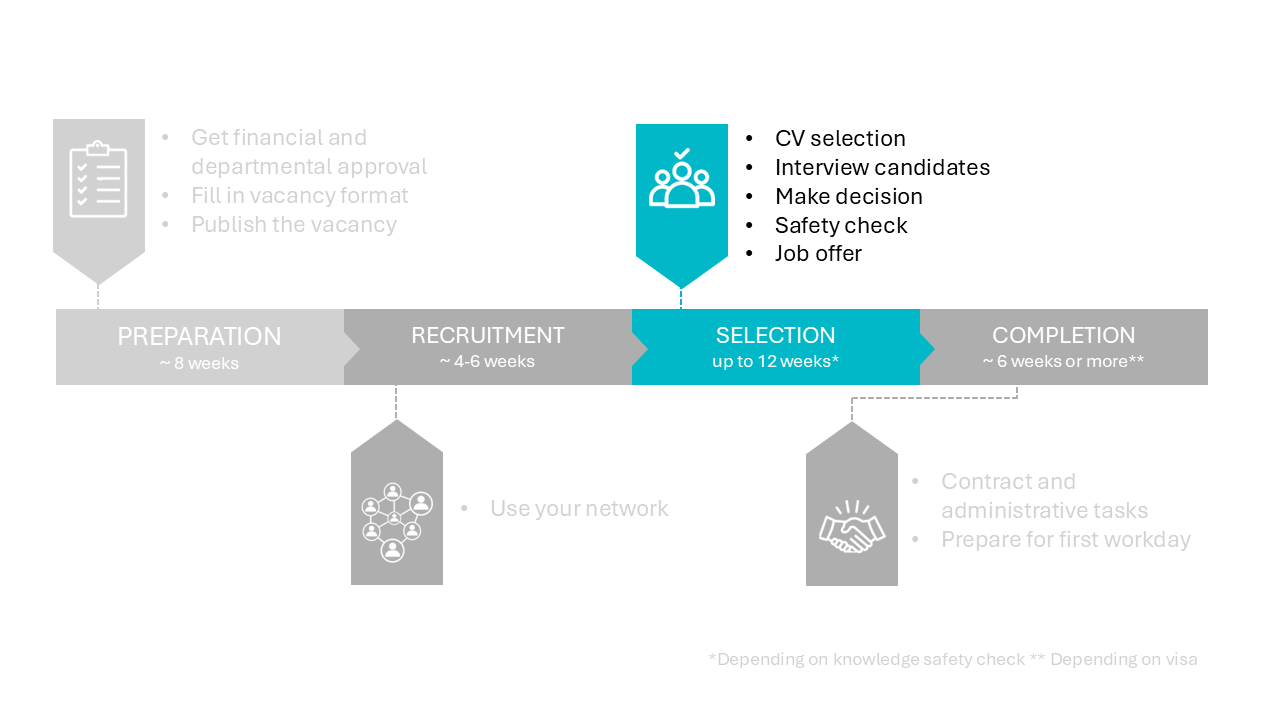 • Get financial and
departmental approval
• Fill in vacancy format
• Publish the vacancy
• CV selection
• Interview candidates
• Make decision
• Safety check
• Job offer
PREPARATION
~ 8 weeks
RECRUITMENT
~ 4-6 weeks
SELECTION
up to 12 weeks*
COMPLETION
~ 6 weeks or more**
• Use your network
• Contract and
administrative tasks
• Prepare for first workday
*Depending on knowledge safety check ** Depending on visa